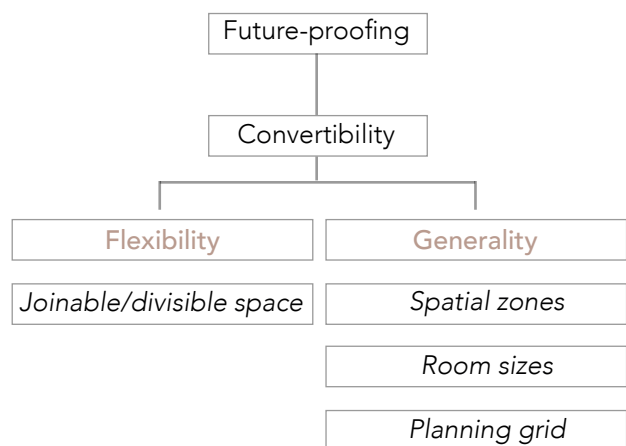 Future-proofing
Convertibility
Flexibility
Generality
Joinable/divisible space
Spatial zones
Room sizes
Planning grid